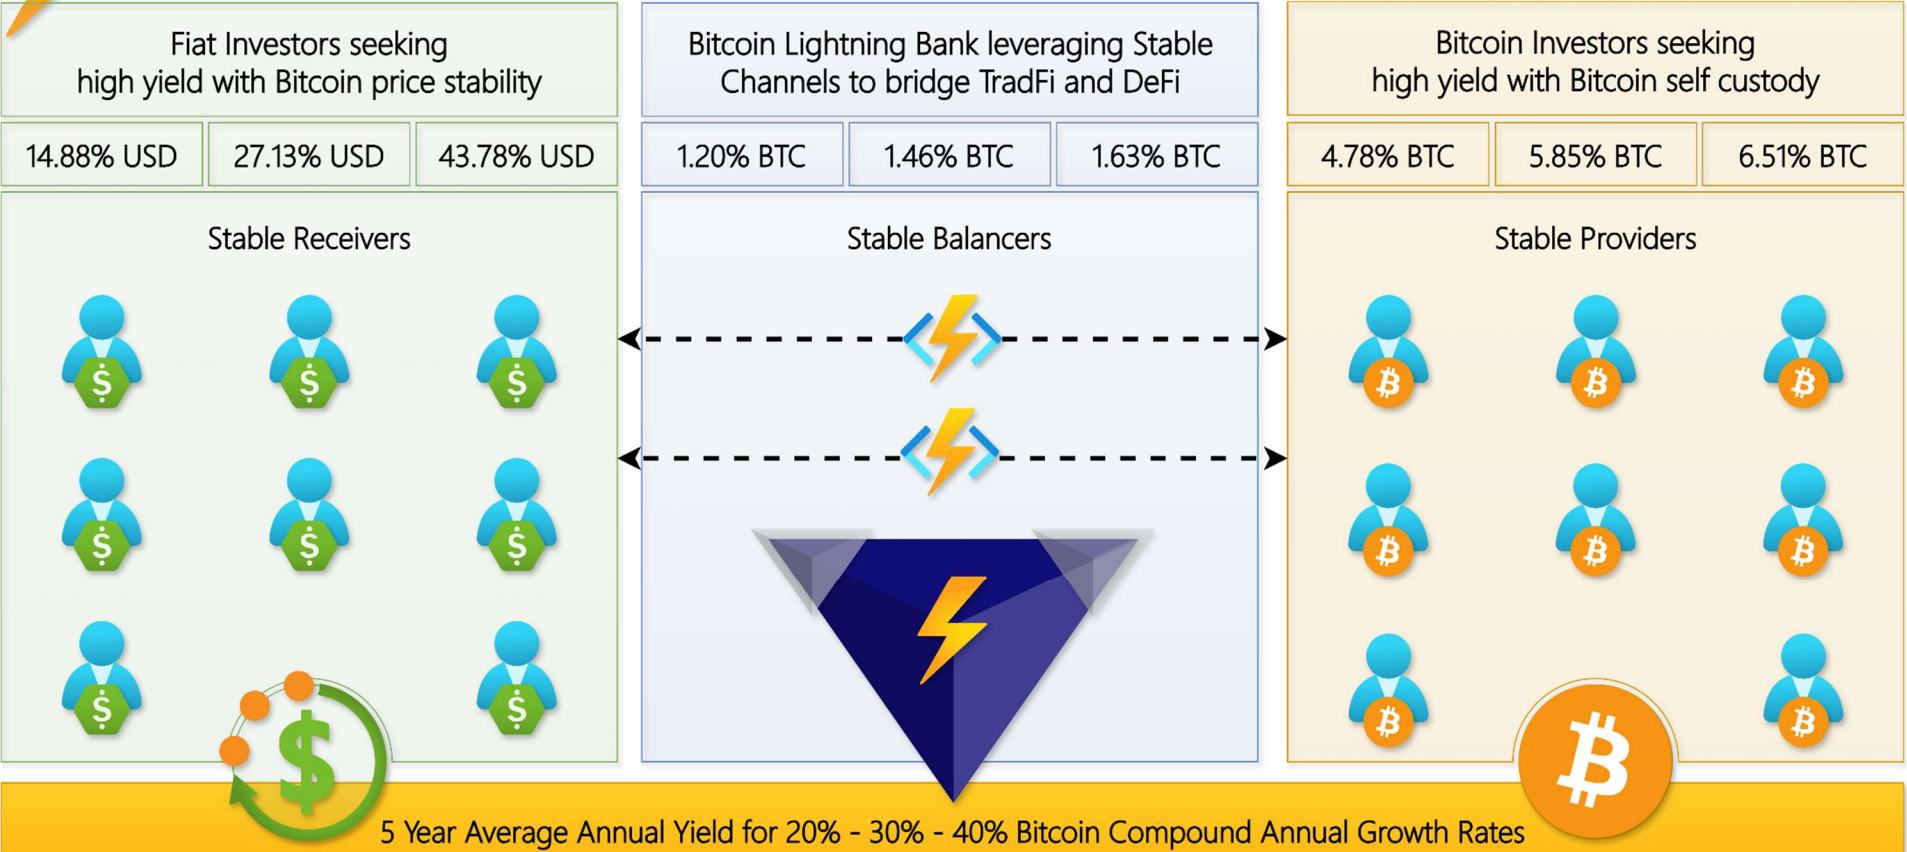 Fiat Investors seeking
high yield with Bitcoin price stability
14.88% USD
27.13% USD
43.78% USD
Stable Receivers
$
$
$
$
$
$
$
$
$
Bitcoin Lightning Bank leveraging Stable
Channels to bridge TradFi and DeFi
1.20% BTC
1.46% BTC
1.63% BTC
Stable Balancers
Bitcoin Investors seeking
high yield with Bitcoin self custody
4.78% BTC
5.85% BTC
6.51% BTC
Stable Providers
₿
₿
₿
₿
₿
₿
₿
₿
₿
5 Year Average Annual Yield for 20% - 30% - 40% Bitcoin Compound Annual Growth Rates